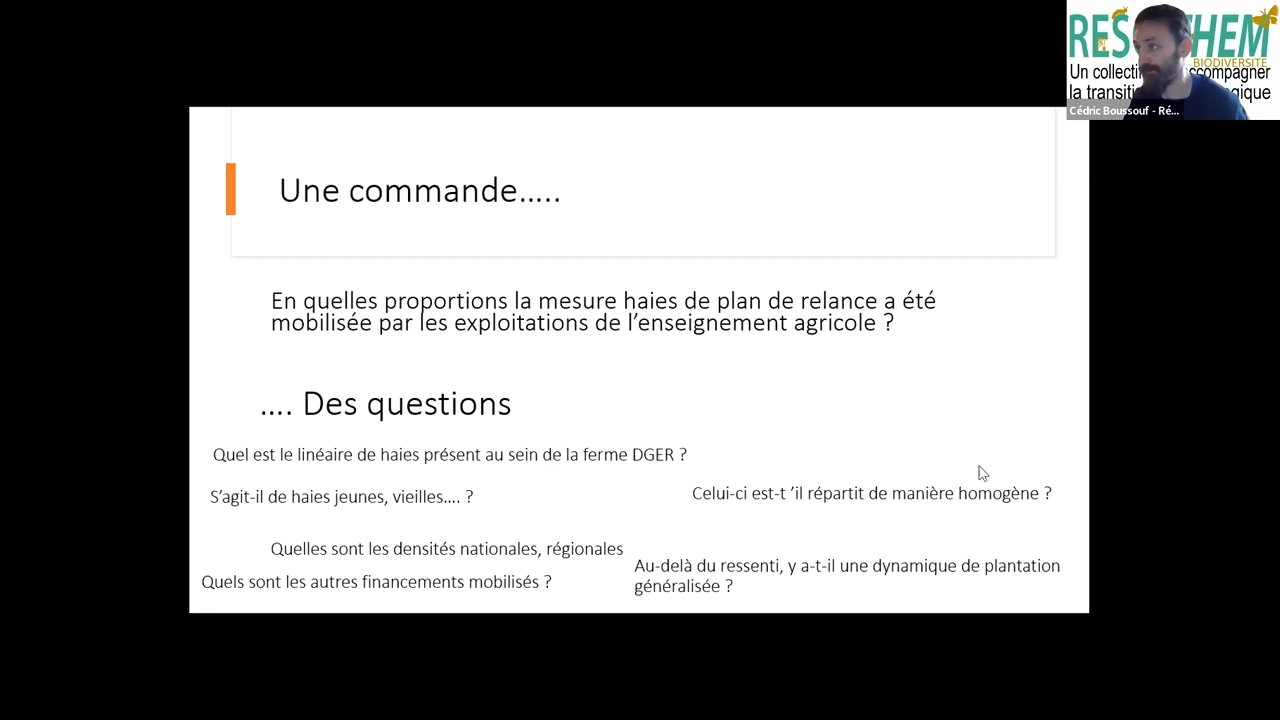 Une commande…..
En quelles proportions la mesure haies de plan de relance a été
mobilisée par les exploitations de l’enseignement agricole ?
…. Des questions
Quel est le linéaire de haies présent au sein de la ferme DGER ?
S’agit-il de haies jeunes, vieilles…. ?
Celui-ci est-t ’il répartit de manière homogène ?
Quelles sont les densités nationales, régionales
Au-delà du ressenti, y a-t-il une dynamique de plantation
généralisée ?
Quels sont les autres financements mobilisés ?
RES HEM
BIODIVERSITE
Un collecti ccompagner
la transiti gique
Cédric Boussouf - Ré...